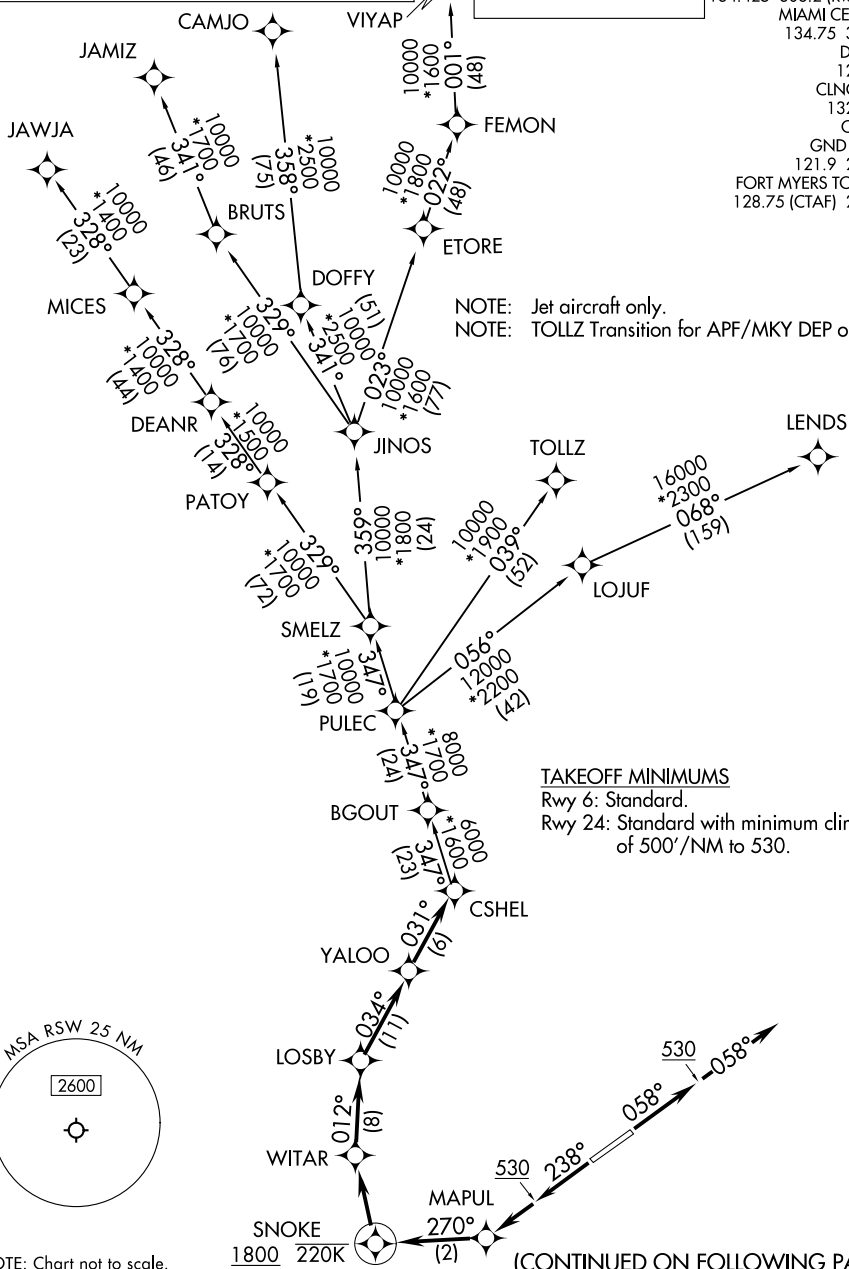 CAMJO
VIYAP
MIAMI
134.75
JAMIZ
10000
*1600
001°
(48)
CLNC
JAWJA
FEMON
GND
121.9
FORT MYERS
128.75 (CTAF)
10000
*1700
341°
(46)
10000
*2500
358°
(75)
10000
*1800
022°
(48)
10000
*1400
328°
(23)
BRUTS
ETORE
MICES
DOFFY
NOTE: Jet aircraft only.
NOTE: TOLLZ Transition for APF/MKY DEP
329°
10000
*1700
(76)
(51)
10000
*2500
341°
023°
10000
*1600
(77)
328°
10000
*1400
(44)
DEANR
JINOS
TOLLZ
LENDS
10000
*1500
328°
(14)
PATOY
16000
*2300
068°
(159)
359°
10000
*1800
(24)
10000
*1900
039°
(52)
329°
10000
*1700
(72)
LOJUF
SMELZ
056°
12000
*2200
(42)
347°
10000
*1700
(19)
PULEC
8000
*1700
347°
(24)
TAKEOFF MINIMUMS
Rwy 6: Standard.
Rwy 24: Standard with minimum
of 500'/NM to 530.
BGOUT
6000
*1600
347°
(23)
CSHEL
031°
(6)
YALOO
034°
(11)
MSA RSW 25 NM
2600
LOSBY
530
058°
058°
012°
(8)
WITAR
238°
530
MAPUL
SNOKE
1800 220K
270°
(2)
Chart not to scale.
(CONTINUED ON FOLLOWING